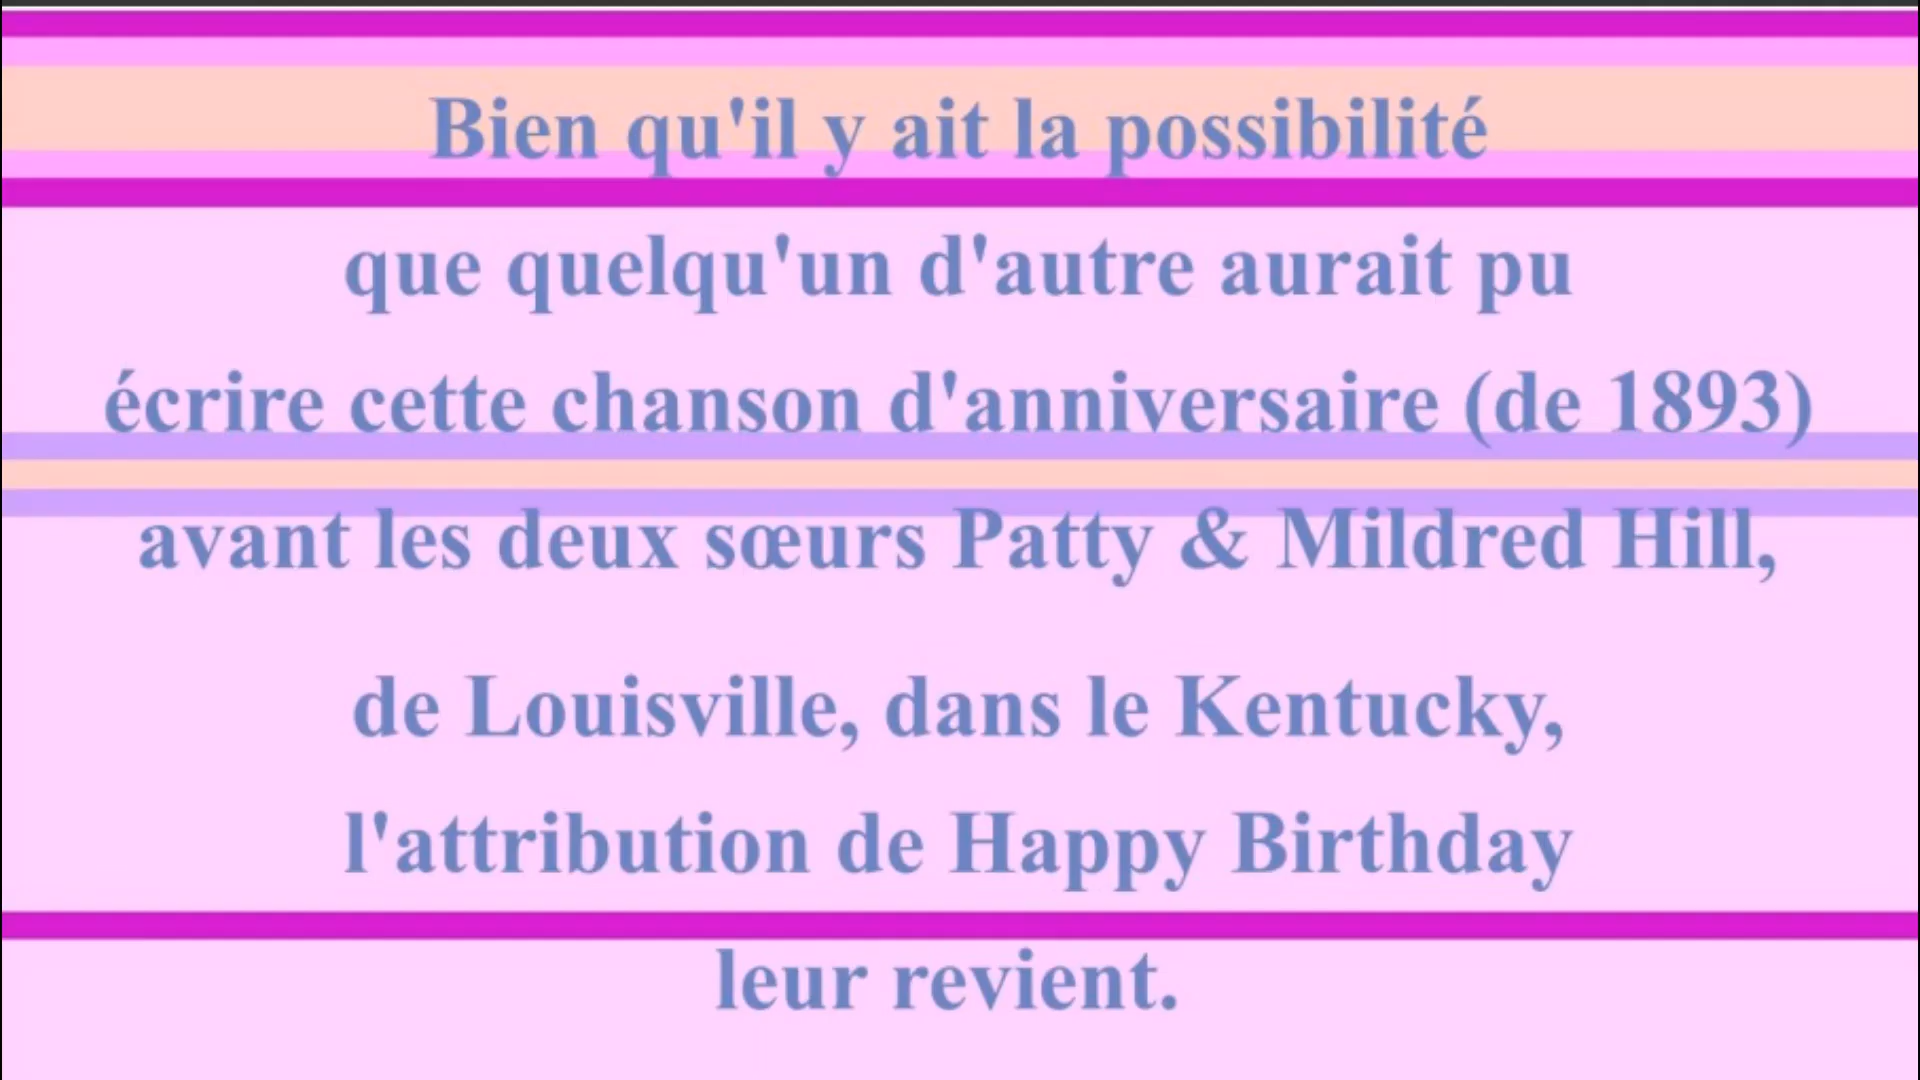 Bien qu'il y ait la possibilité
que quelqu'un d'autre aurait pu
écrire cette chanson d'anniversaire (de 1893)
avant les deux sœurs Patty & Mildred Hill,
de Louisville, dans le Kentucky,
l'attribution de Happy Birthday
leur revient.